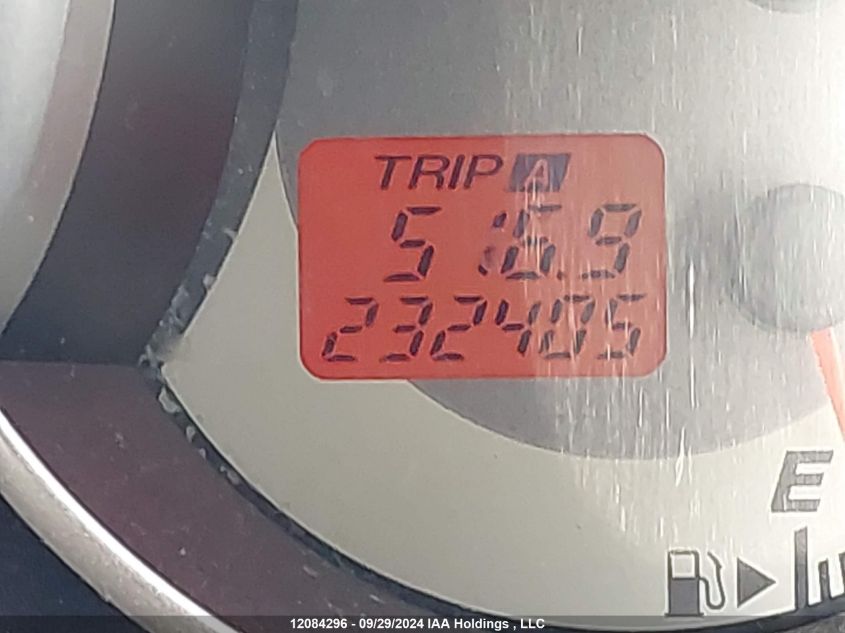 TRIP A
516.9
232405
E
12084296 - 09/29/2024 IAA Holdings , LLC